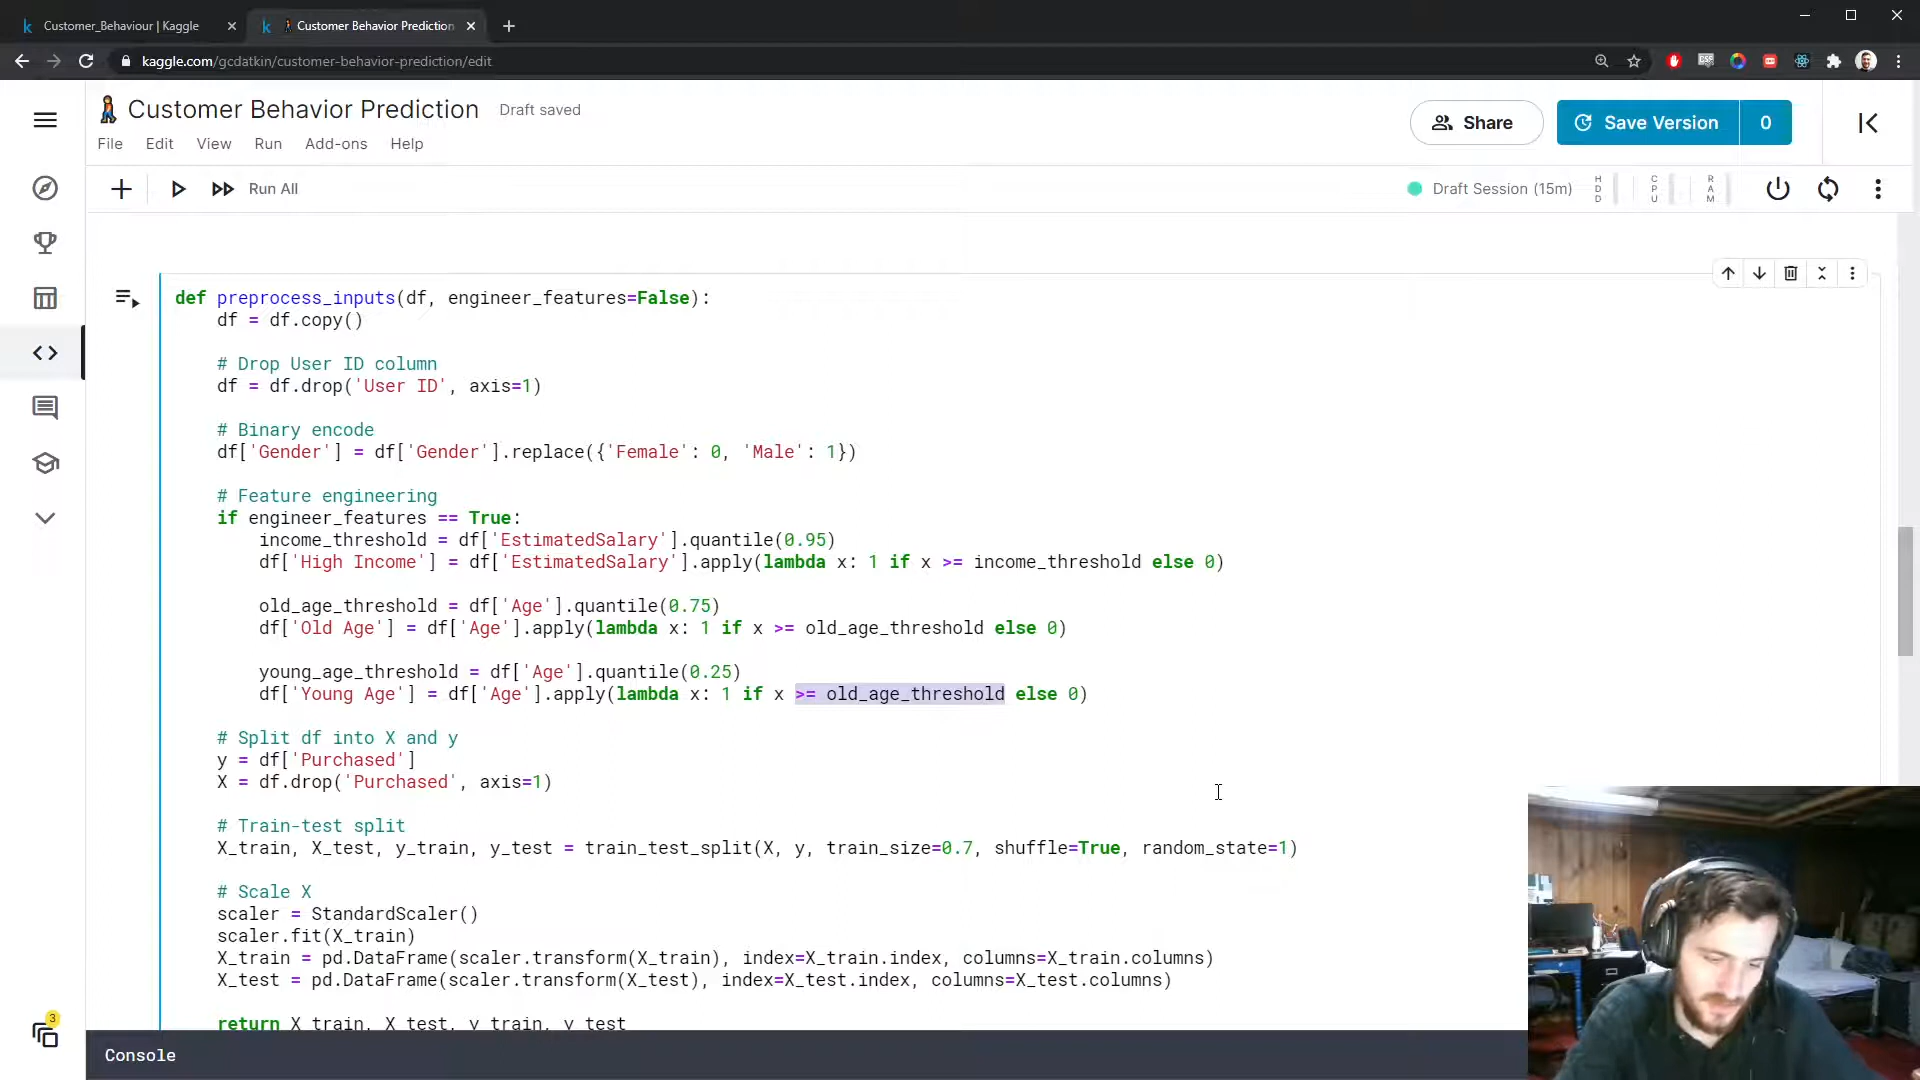 Customer_Behaviour | Kaggle
Customer Behavior Prediction
kaggle.com/gcdatkin/customer-behavior-prediction/edit
Customer Behavior Prediction
Draft saved
Share
Save Version
0
File Edit View Run Add-ons Help
Run All
Draft Session (15m)
HDD
CPU
RAM
def preprocess_inputs(df, engineer_features=False):
df = df.copy()
# Drop User ID column
df = df.drop('User ID', axis=1)
# Binary encode
df['Gender'] = df['Gender'].replace({'Female': 0, 'Male': 1})
# Feature engineering
if engineer_features == True:
income_threshold = df['EstimatedSalary'].quantile(0.95)
df['High Income'] = df['EstimatedSalary'].apply(lambda x: 1 if x >= income_threshold else 0)
old_age_threshold = df['Age'].quantile(0.75)
df['Old Age'] = df['Age'].apply(lambda x: 1 if x >= old_age_threshold else 0)
young_age_threshold = df['Age'].quantile(0.25)
df['Young Age'] = df['Age'].apply(lambda x: 1 if x >= old_age_threshold else 0)
# Split df into X and y
y = df['Purchased']
X = df.drop('Purchased', axis=1)
# Train-test split
X_train, X_test, y_train, y_test = train_test_split(X, y, train_size=0.7, shuffle=True, random_state=1)
# Scale X
scaler = StandardScaler()
scaler.fit(X_train)
X_train = pd.DataFrame(scaler.transform(X_train), index=X_train.index, columns=X_train.columns)
X_test = pd.DataFrame(scaler.transform(X_test), index=X_test.index, columns=X_test.columns)
return X_train, X_test, y_train, y_test
3
Console